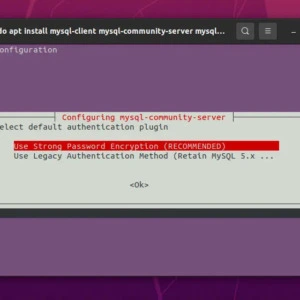 do apt install mysql-client mysql-community-server mysql...
onfiguration
Configuring mysql-community-server
elect default authentication plugin
Use Strong Password Encryption (RECOMMENDED)
Use Legacy Authentication Method (Retain MySQL 5.x ...
<Ok>